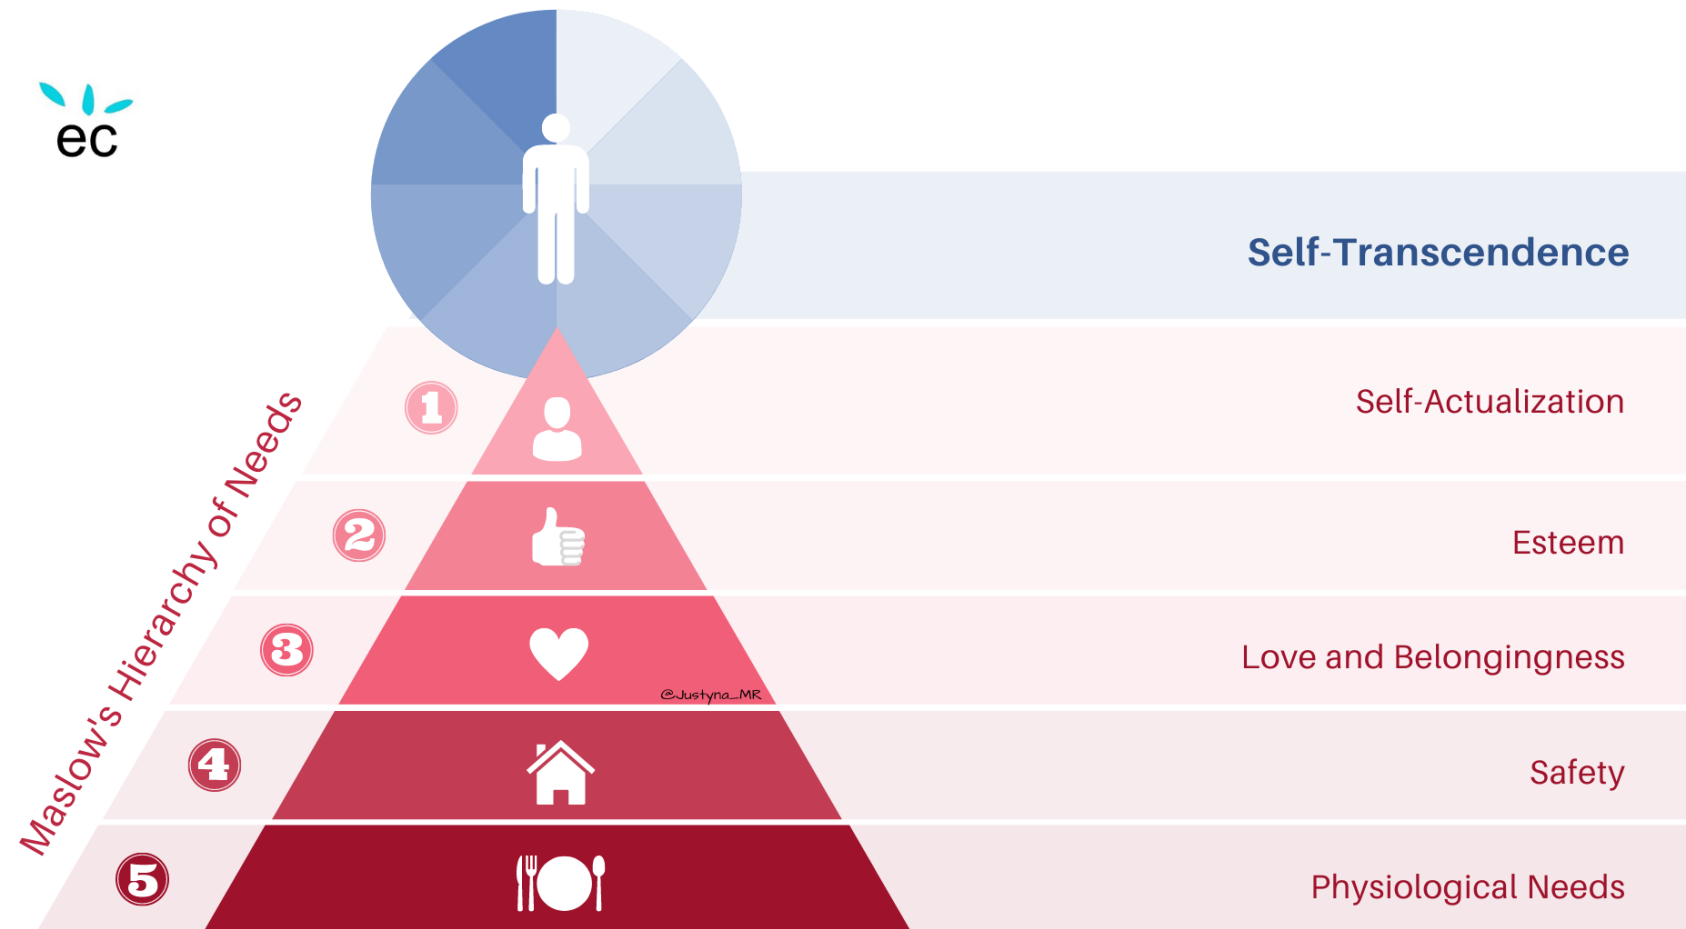 ec
Self-Transcendence
Maslow's Hierarchy of Needs
1
Self-Actualization
2
Esteem
3
Love and Belongingness
@Justyna_MR
4
Safety
5
Physiological Needs